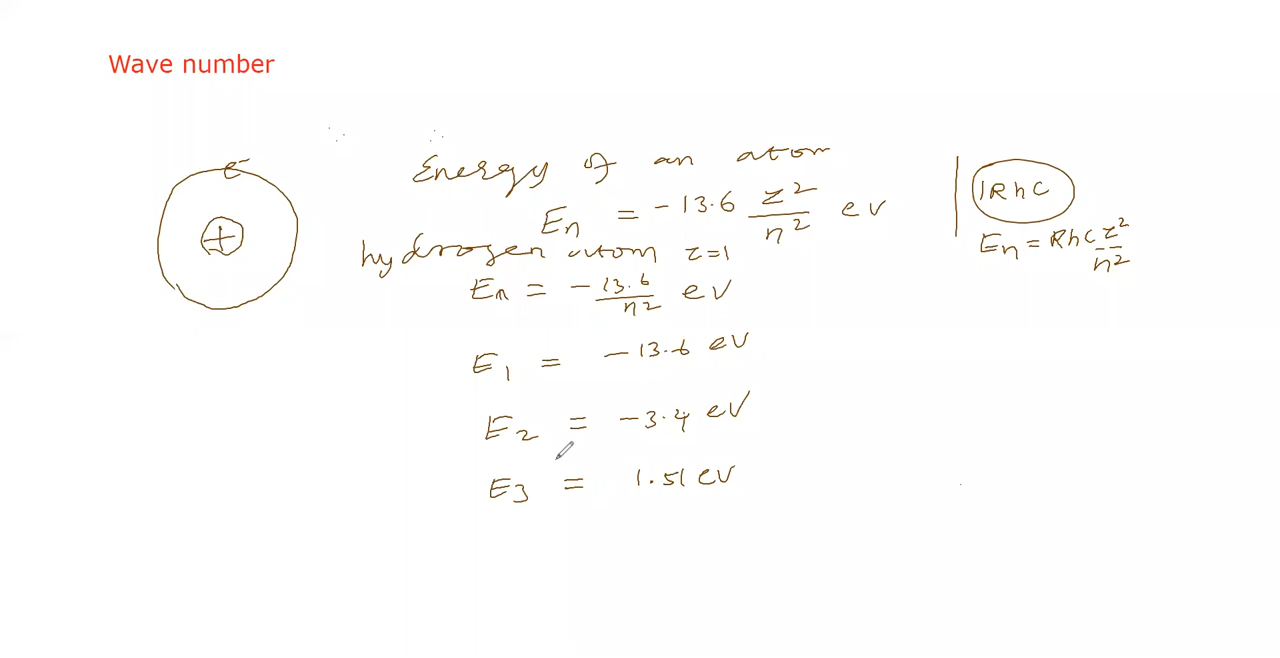 Wave number
e-
+
Energy of an atom
En = -13.6 z²/n² ev
hydrogen atom z=1
En = -13.6/n² eV
E1 = -13.6 eV
E2 = -3.4 eV
E3 = 1.51 eV
1RhC
En = Rhc z²/n²